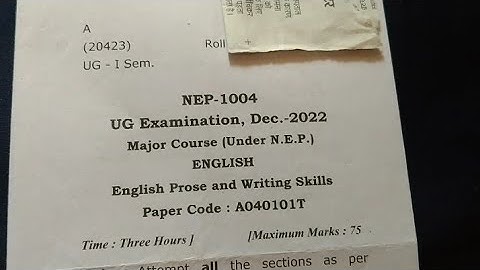 A
(20423) Roll
UG - I Sem.
NEP-1004
UG Examination, Dec.-2022
Major Course (Under N.E.P.)
ENGLISH
English Prose and Writing Skills
Paper Code : A040101T
Time : Three Hours ] [Maximum Marks : 75
Attempt all the sections as per